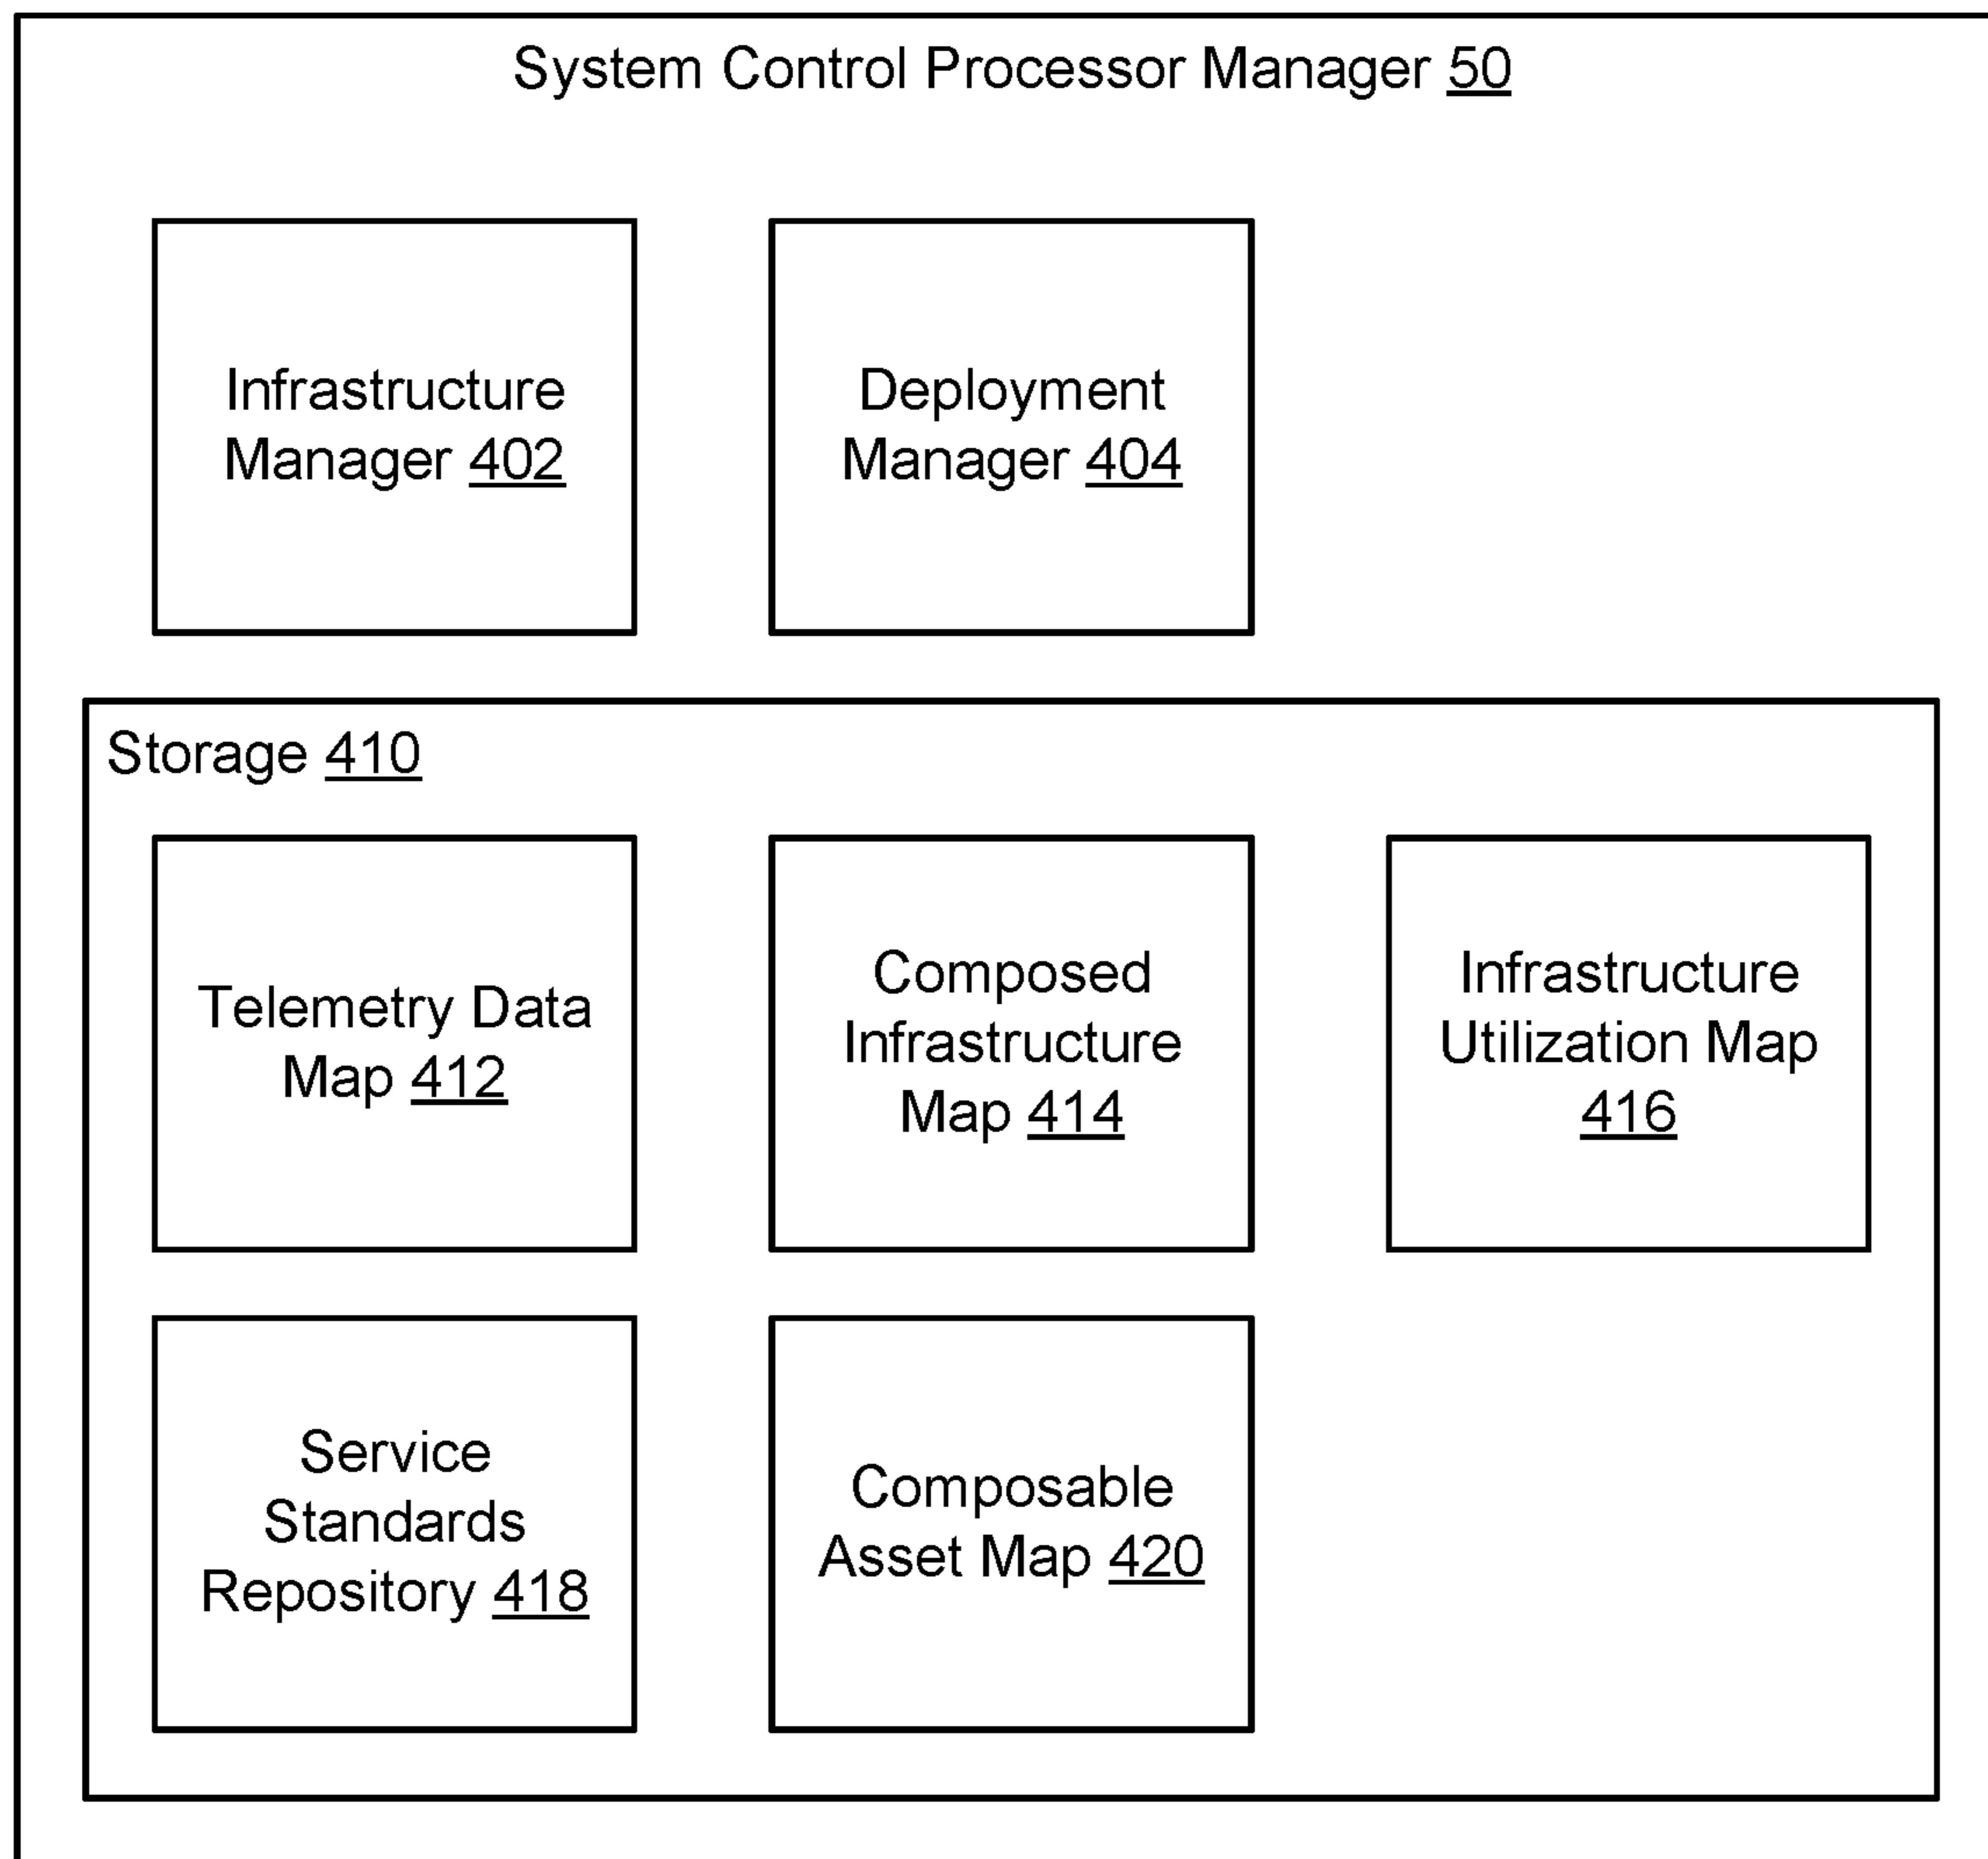 System Control Processor Manager 50
Infrastructure
Manager 402
Deployment
Manager 404
Storage 410
Telemetry Data
Map 412
Composed
Infrastructure
Map 414
Infrastructure
Utilization Map
416
Service
Standards
Repository 418
Composable
Asset Map 420